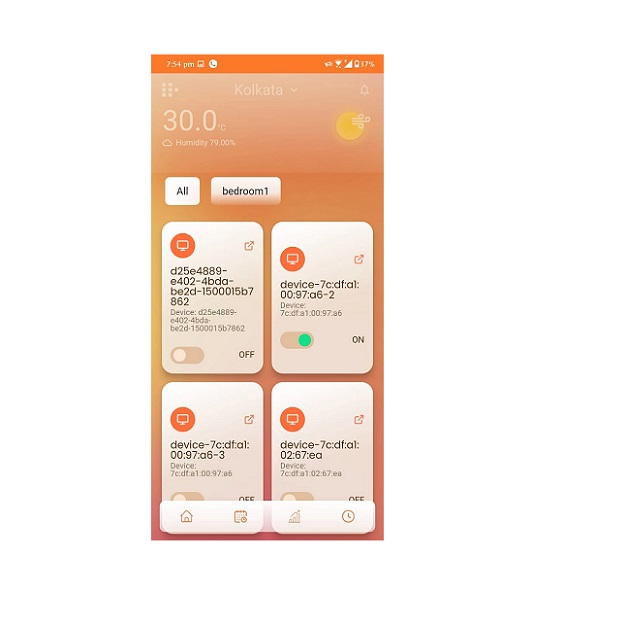 7:54 pm
37%
Kolkata
30.0°C
Humidity 79.00%
All
bedroom1
d25e4889-
e402-4bda-
be2d-1500015b7
862
Device: d25e4889-
e402-4bda-
be2d-1500015b7862
OFF
device-7c:df:a1:
00:97:a6-2
Device:
7c:df:a1:00:97:a6
ON
device-7c:df:a1:
00:97:a6-3
Device:
7c:df:a1:00:97:a6
OFF
device-7c:df:a1:
02:67:ea
Device:
7c:df:a1:02:67:ea
OFF